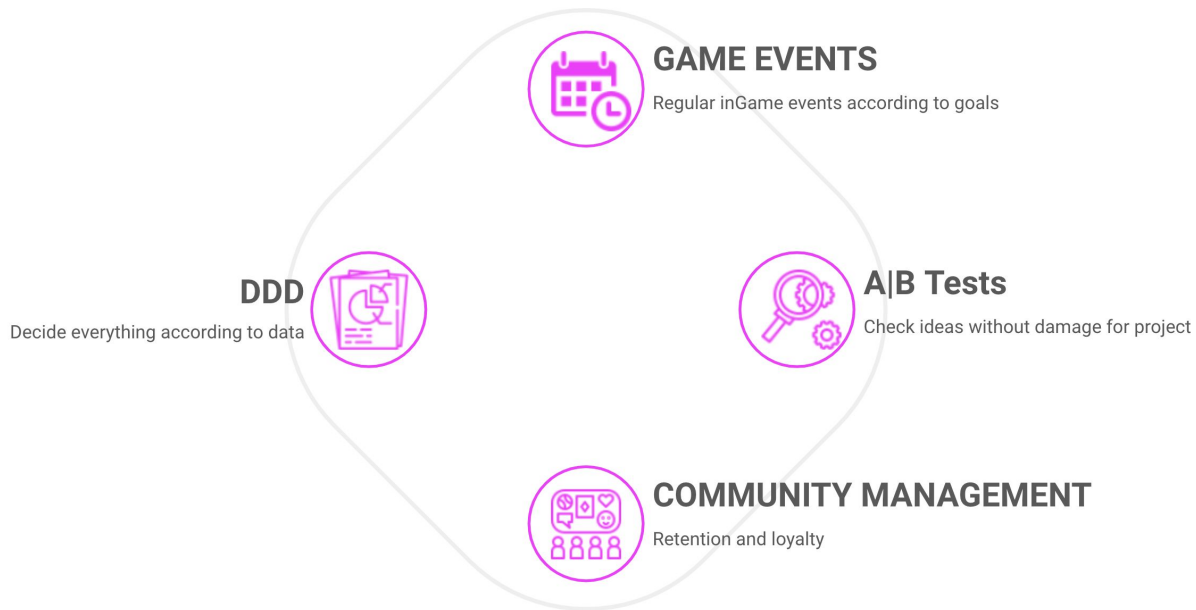 GAME EVENTS
Regular inGame events according to goals
DDD
Decide everything according to data
A|B Tests
Check ideas without damage for project
COMMUNITY MANAGEMENT
Retention and loyalty